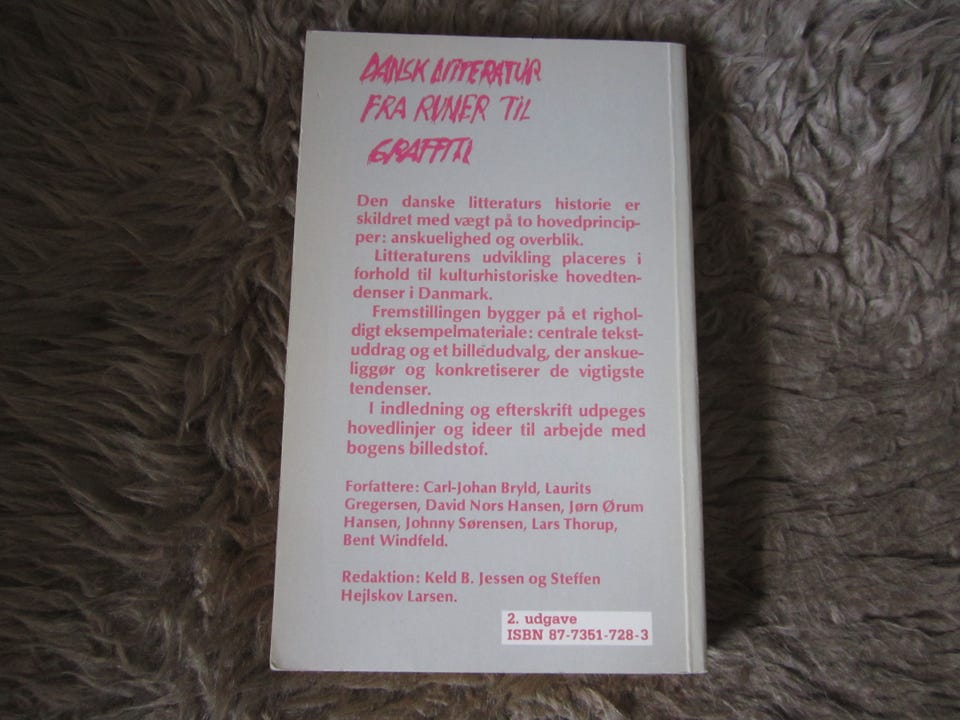 DANSK LITTERATUR
FRA RUNER TIL
GRAFFITI
Den danske litteraturs historie er
skildret med vægt på to hovedprincip-
per: anskuelighed og overblik.
Litteraturens udvikling placeres i
forhold til kulturhistoriske hovedten-
denser i Danmark.
Fremstillingen bygger på et righol-
digt eksempelmateriale: centrale tekst-
uddrag og et billedudvalg, der anskue-
liggør og konkretiserer de vigtigste
tendenser.
I indledning og efterskrift udpeges
hovedlinjer og ideer til arbejde med
bogens billedstof.
Forfattere: Carl-Johan Bryld, Laurits
Gregersen, David Nors Hansen, Jørn Ørum
Hansen, Johnny Sørensen, Lars Thorup,
Bent Windfeld.
Redaktion: Keld B. Jessen og Steffen
Hejlskov Larsen.
2. udgave
ISBN 87-7351-728-3